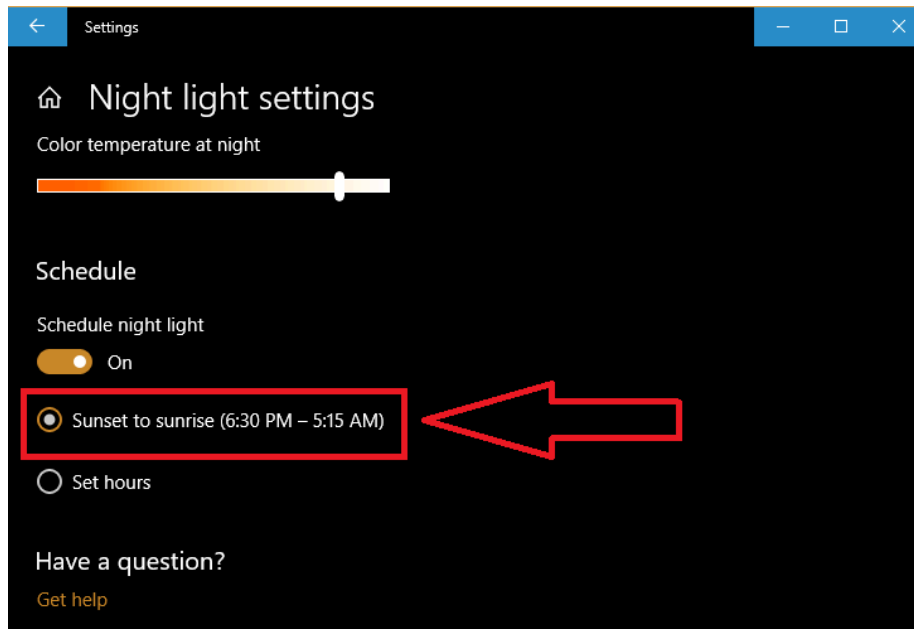 Settings
Night light settings
Color temperature at night
Schedule
Schedule night light
On
Sunset to sunrise (6:30 PM – 5:15 AM)
Set hours
Have a question?
Get help